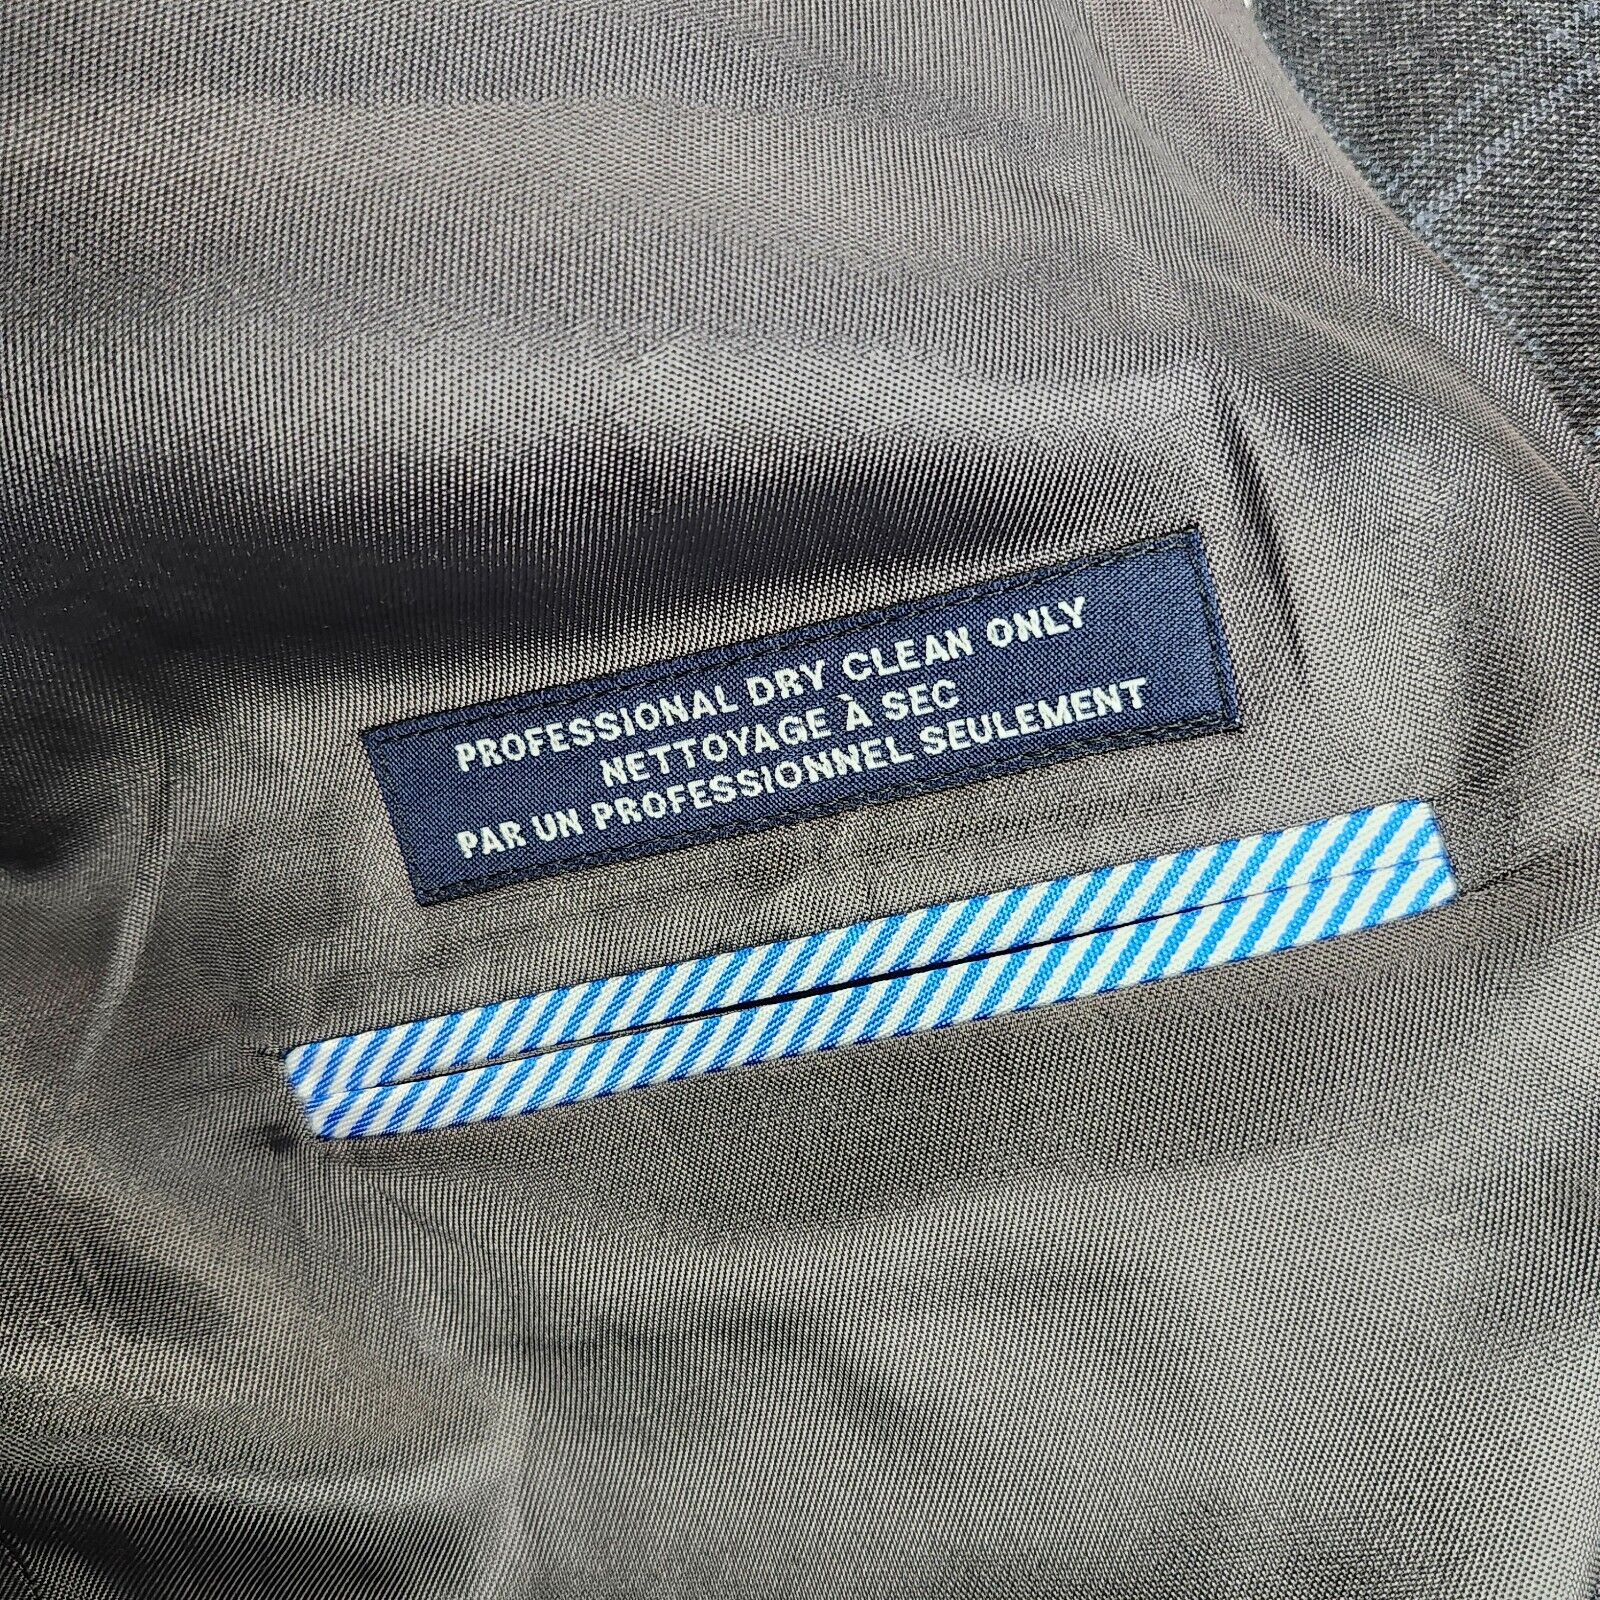 PROFESSIONAL DRY CLEAN ONLY
NETTOYAGE À SEC
PAR UN PROFESSIONNEL SEULEMENT